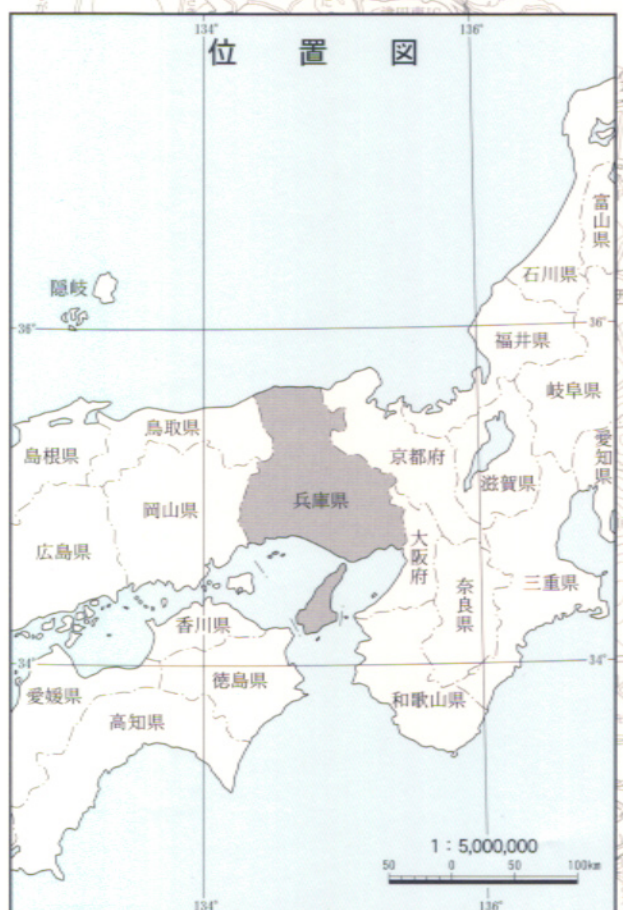 134°
136°
位置図
富山県
石川県
隠岐
36°
36°
福井県
岐阜県
鳥取県
島根県
京都府
愛知県
滋賀県
兵庫県
岡山県
広島県
大阪府
三重県
奈良県
香川県
34°
34°
徳島県
愛媛県
和歌山県
高知県
1：5,000,000
50 0 50 100km
134°
136°